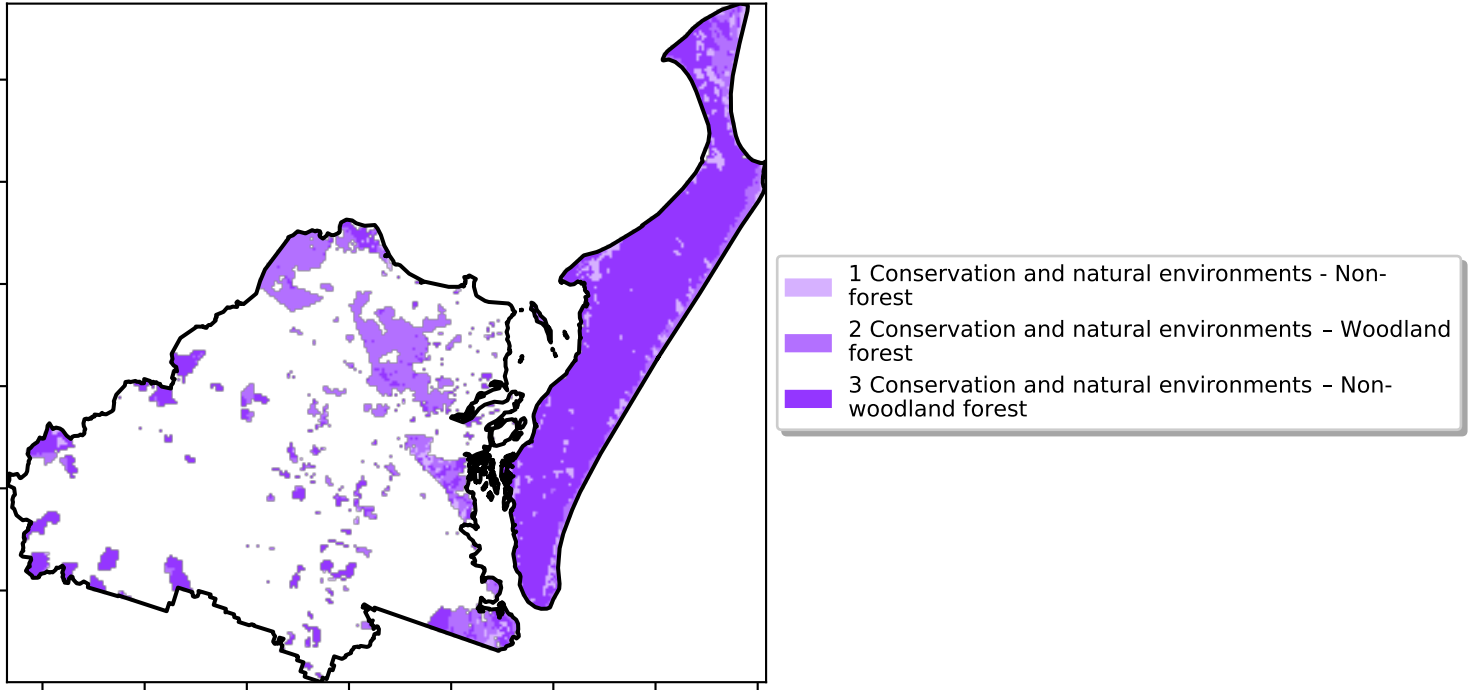 1 Conservation and natural environments - Non-
forest
2 Conservation and natural environments – Woodland
forest
3 Conservation and natural environments – Non-
woodland forest